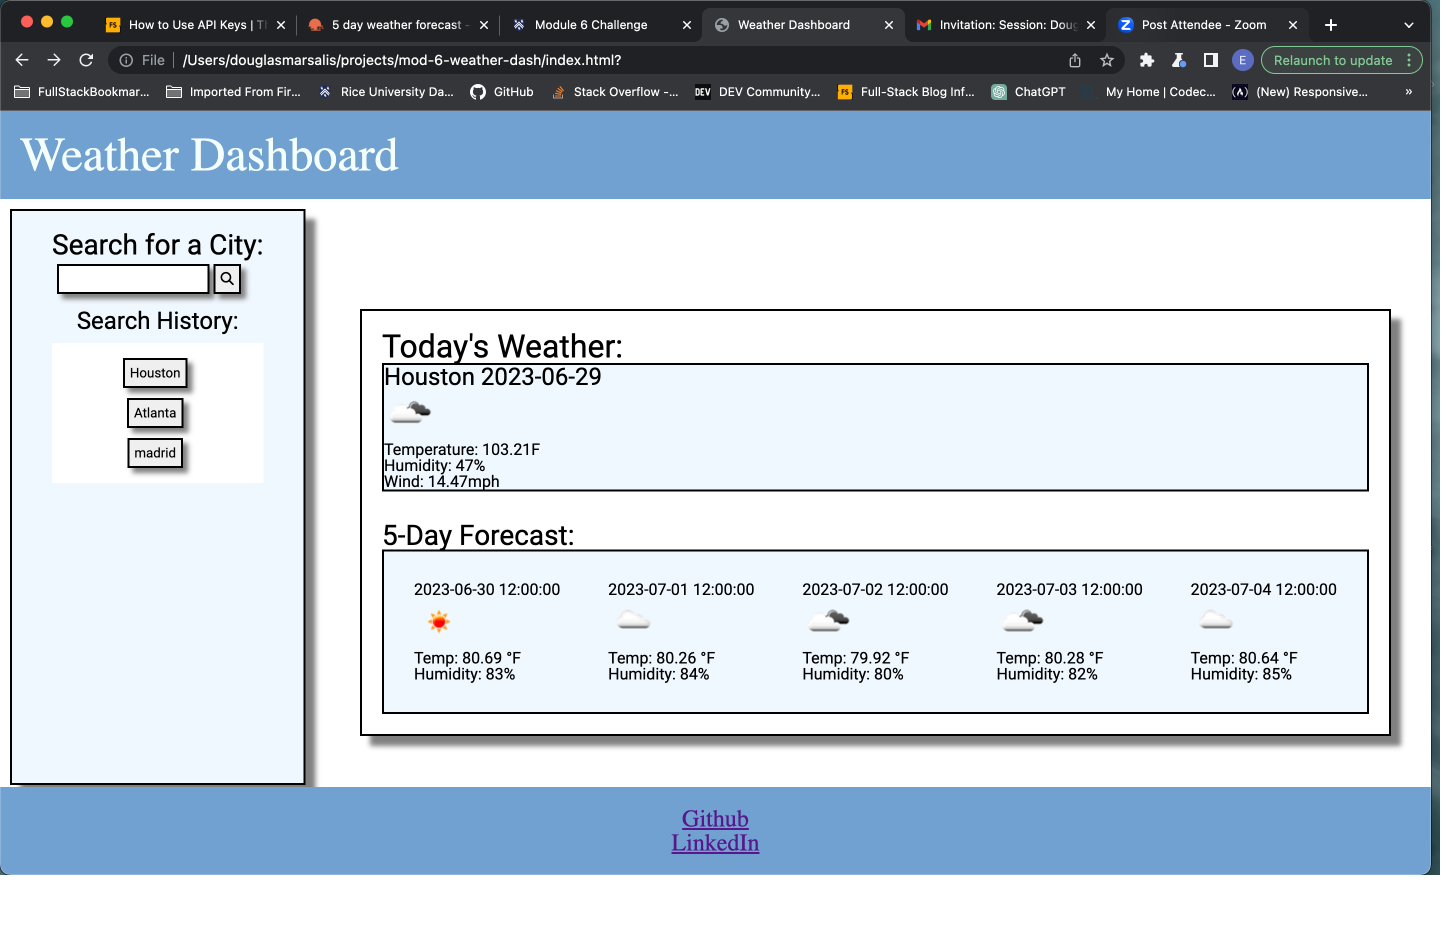 How to Use API Keys | Th
5 day weather forecast -
Module 6 Challenge
Weather Dashboard
Invitation: Session: Doug
Post Attendee - Zoom
File
/Users/douglasmarsalis/projects/mod-6-weather-dash/index.html?
E
Relaunch to update
FullStackBookmar...
Imported From Fir...
Rice University Da...
GitHub
Stack Overflow -...
DEV DEV Community...
FS Full-Stack Blog Inf...
ChatGPT
My Home | Codec...
(New) Responsive...
»
Weather Dashboard
Search for a City:
Search History:
Houston
Atlanta
madrid
Today's Weather:
Houston 2023-06-29
Temperature: 103.21F
Humidity: 47%
Wind: 14.47mph
5-Day Forecast:
2023-06-30 12:00:00
Temp: 80.69 °F
Humidity: 83%
2023-07-01 12:00:00
Temp: 80.26 °F
Humidity: 84%
2023-07-02 12:00:00
Temp: 79.92 °F
Humidity: 80%
2023-07-03 12:00:00
Temp: 80.28 °F
Humidity: 82%
2023-07-04 12:00:00
Temp: 80.64 °F
Humidity: 85%
Github
LinkedIn